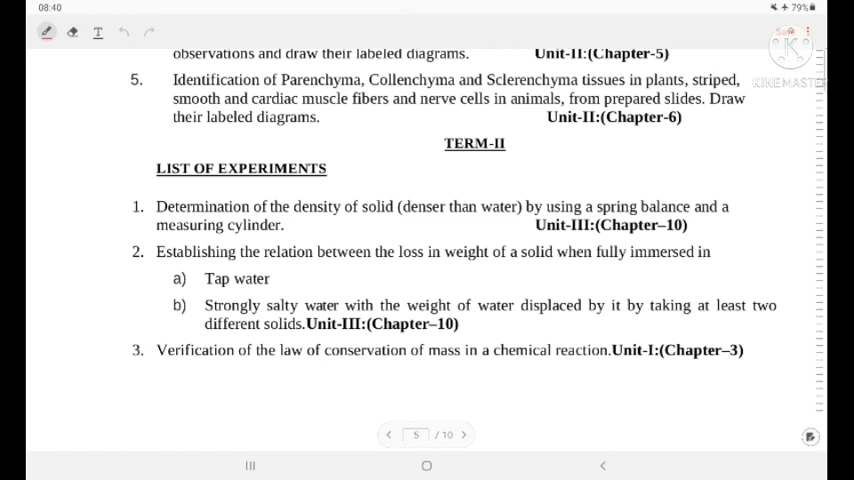 08:40
79%
observations and draw their labeled diagrams. Unit-II:(Chapter-5)
5. Identification of Parenchyma, Collenchyma and Sclerenchyma tissues in plants, striped,
smooth and cardiac muscle fibers and nerve cells in animals, from prepared slides. Draw
their labeled diagrams. Unit-II:(Chapter-6)
KINEMASTER
TERM-II
LIST OF EXPERIMENTS
1. Determination of the density of solid (denser than water) by using a spring balance and a
measuring cylinder. Unit-III:(Chapter–10)
2. Establishing the relation between the loss in weight of a solid when fully immersed in
a) Tap water
b) Strongly salty water with the weight of water displaced by it by taking at least two
different solids.Unit-III:(Chapter–10)
3. Verification of the law of conservation of mass in a chemical reaction.Unit-I:(Chapter–3)
5 / 10